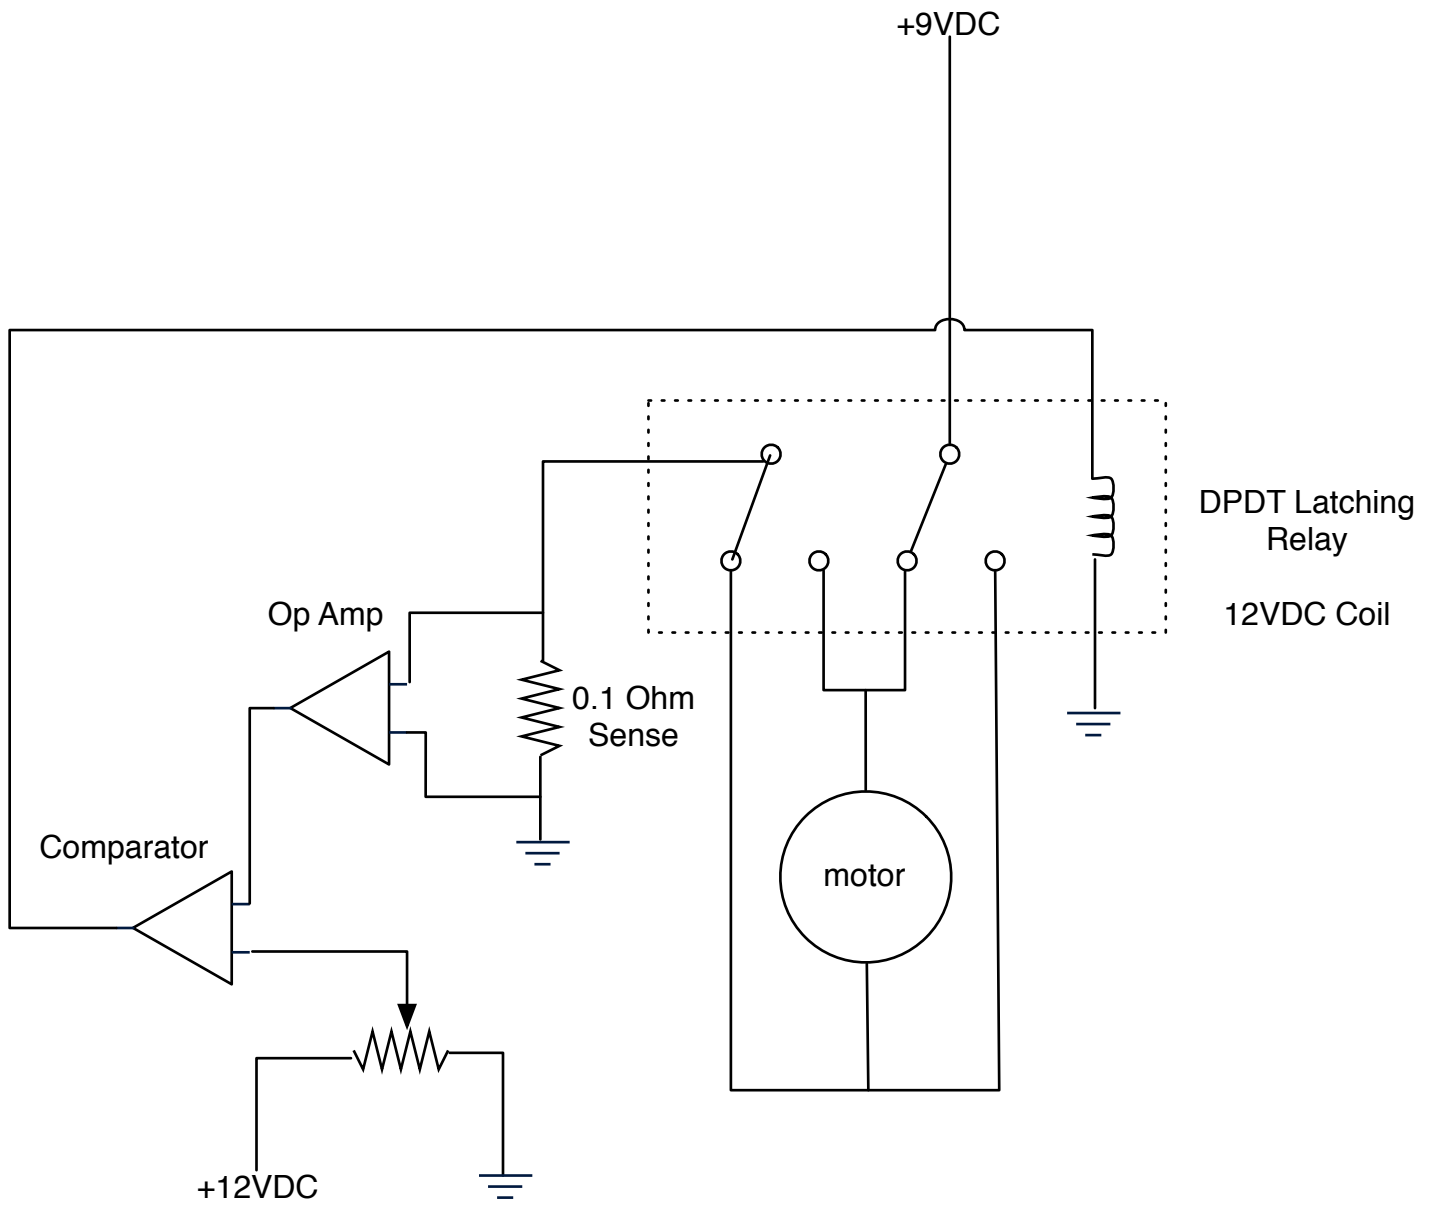 +9VDC
DPDT Latching
Relay
12VDC Coil
Op Amp
0.1 Ohm
Sense
Comparator
motor
+12VDC